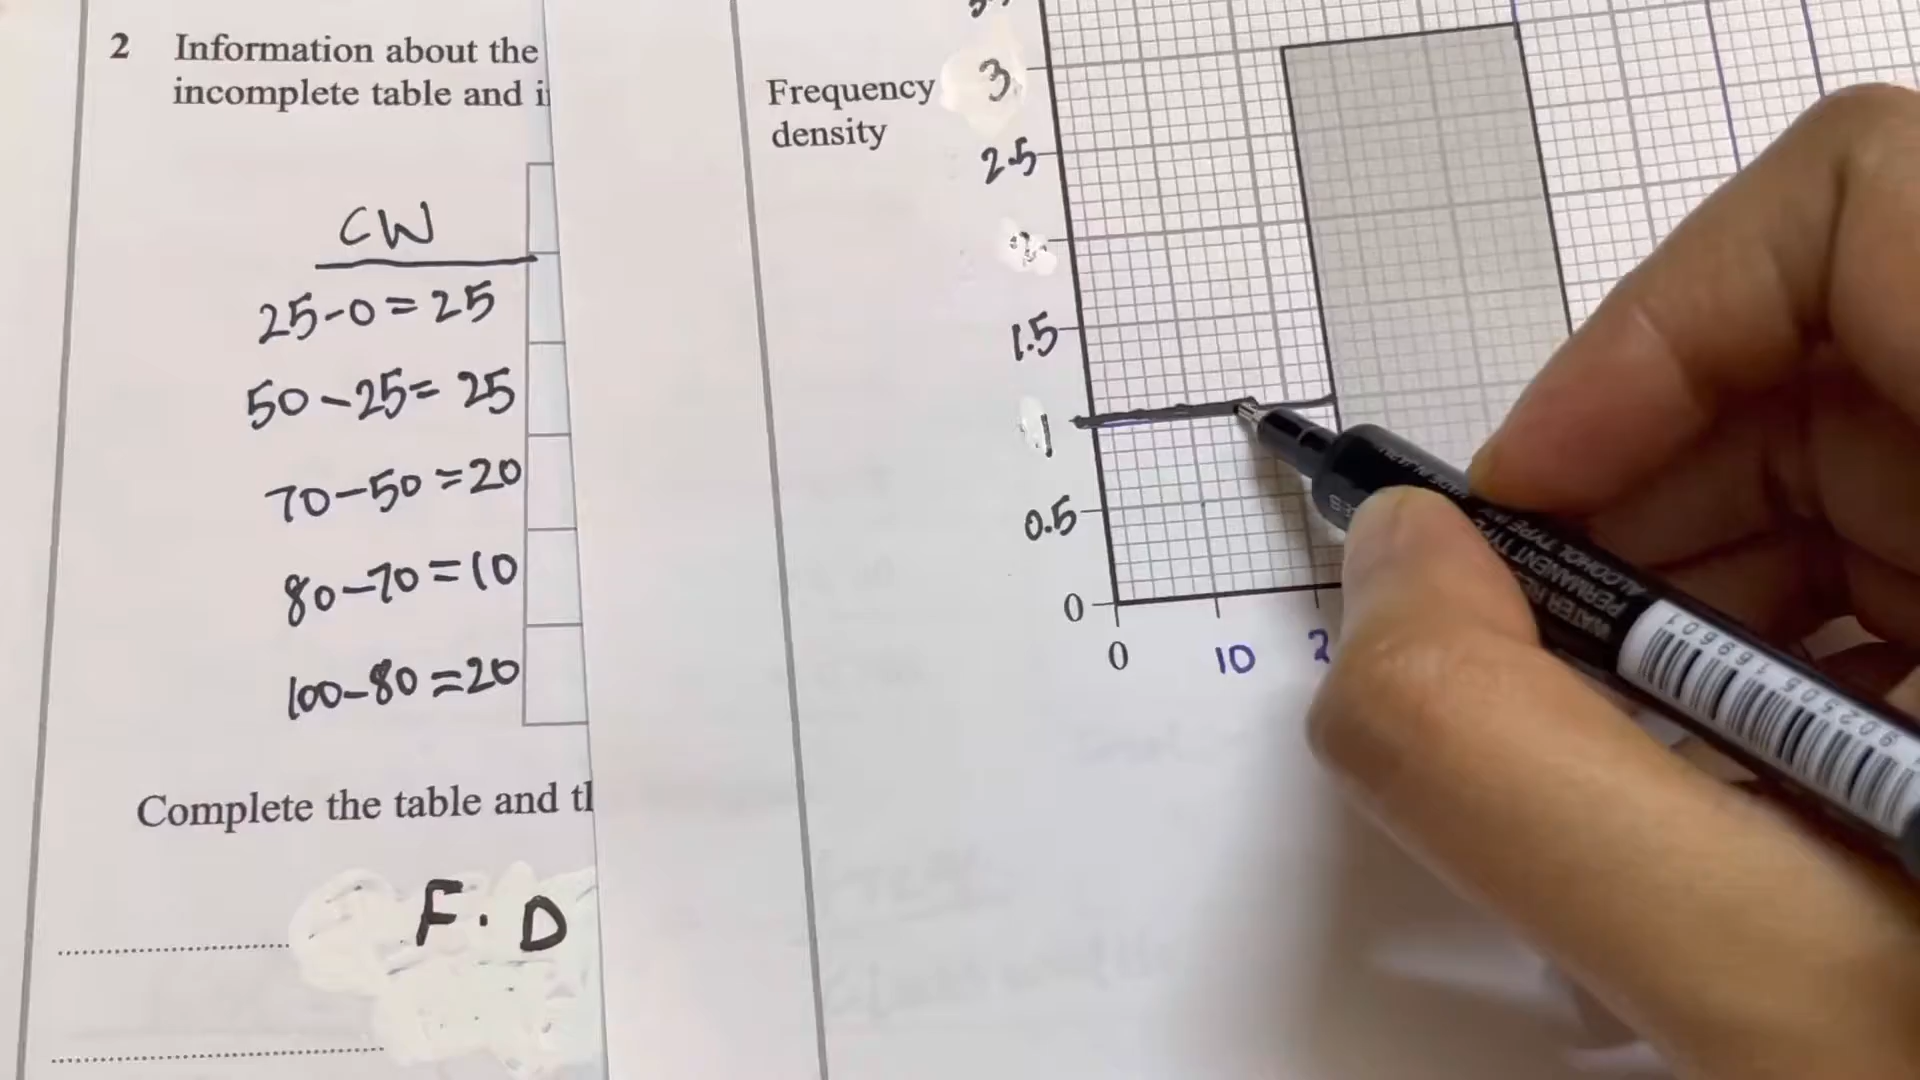 2 Information about the
incomplete table and i
CW
25-0=25
50-25=25
70-50=20
80-70=10
100-80=20
Complete the table and
F.D
Frequency
density
3
2.5
1.5
1
0.5
0
0
10
2
PERMANENT
ALCOHOL TYPE INK